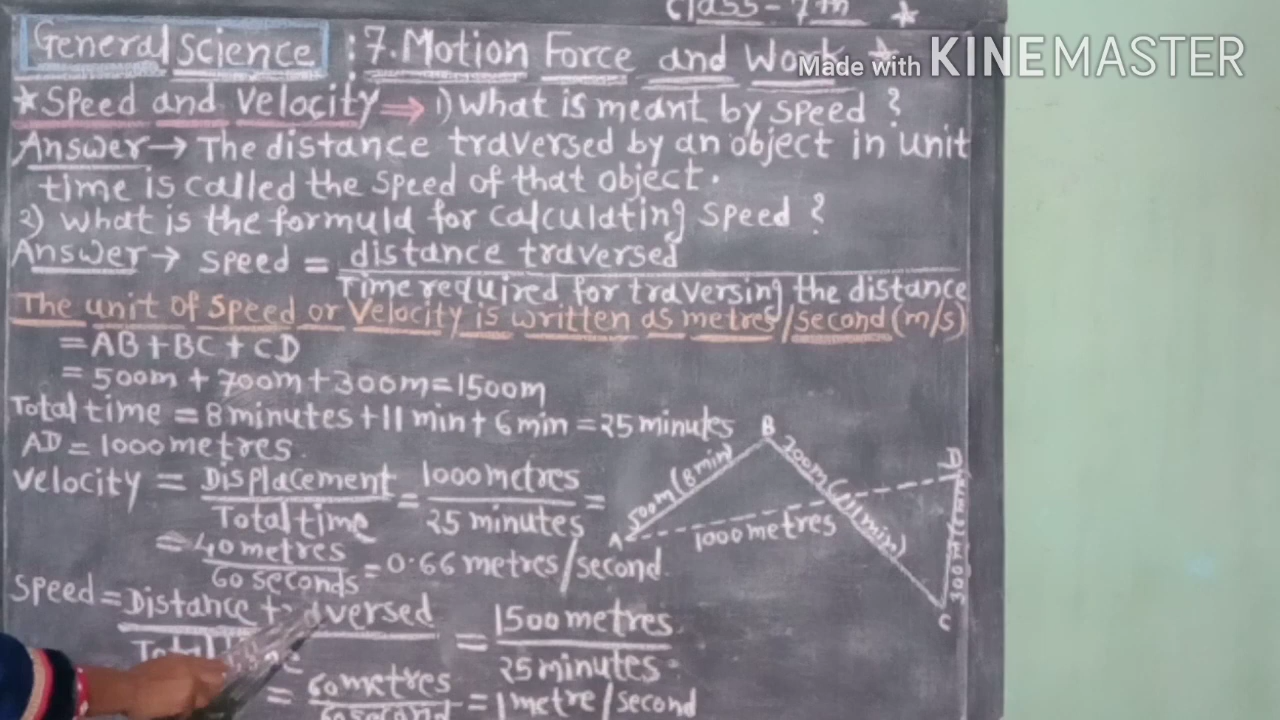 Class-7th *
Made with KINEMASTER
General Science : 7. Motion Force and Work *
* Speed and Velocity ⇒ 1) What is meant by speed ?
Answer → The distance traversed by an object in unit
time is called the speed of that object.
2) What is the formula for calculating speed ?
Answer → speed = distance traversed
Time required for traversing the distance
The unit of Speed or Velocity is written as metres/second (m/s)
= AB + BC + CD
= 500m + 700m + 300m = 1500m
Total time = 8 minutes + 11 min + 6 min = 25 minutes
AD = 1000 metres.
Velocity = Displacement = 1000 metres =
Total time 25 minutes
= 40 metres = 0.66 metres/second
60 seconds
Speed = Distance traversed = 1500 metres
25 minutes
= 60 metres = 1 metre/second
60 second
B
500m (8 min)
700m (11 min)
A
1000 metres
C